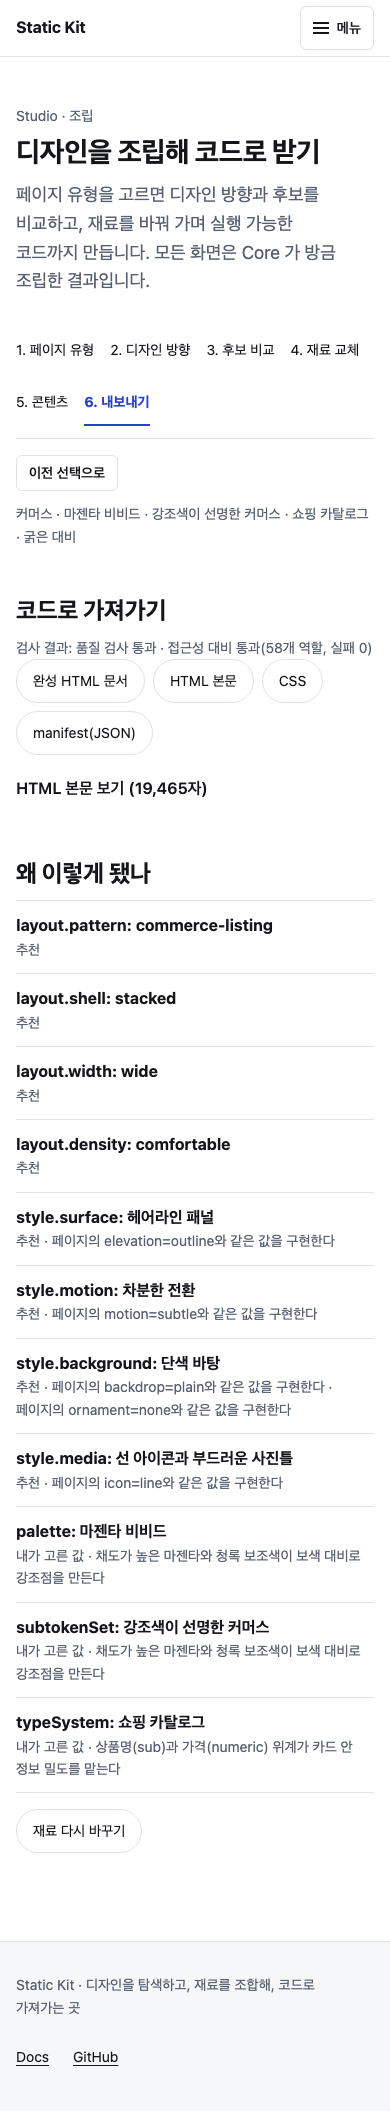 Static Kit
메뉴
Studio · 조립
디자인을 조립해 코드로 받기
페이지 유형을 고르면 디자인 방향과 후보를
비교하고, 재료를 바꿔 가며 실행 가능한
코드까지 만듭니다. 모든 화면은 Core 가 방금
조립한 결과입니다.
1. 페이지 유형 2. 디자인 방향 3. 후보 비교 4. 재료 교체
5. 콘텐츠 6. 내보내기
이전 선택으로
커머스 · 마젠타 비비드 · 강조색이 선명한 커머스 · 쇼핑 카탈로그
· 굵은 대비
코드로 가져가기
검사 결과: 품질 검사 통과 · 접근성 대비 통과(58개 역할, 실패 0)
완성 HTML 문서 HTML 본문 CSS
manifest(JSON)
HTML 본문 보기 (19,465자)
왜 이렇게 됐나
layout.pattern: commerce-listing
추천
layout.shell: stacked
추천
layout.width: wide
추천
layout.density: comfortable
추천
style.surface: 헤어라인 패널
추천 · 페이지의 elevation=outline와 같은 값을 구현한다
style.motion: 차분한 전환
추천 · 페이지의 motion=subtle와 같은 값을 구현한다
style.background: 단색 바탕
추천 · 페이지의 backdrop=plain와 같은 값을 구현한다 ·
페이지의 ornament=none와 같은 값을 구현한다
style.media: 선 아이콘과 부드러운 사진틀
추천 · 페이지의 icon=line와 같은 값을 구현한다
palette: 마젠타 비비드
내가 고른 값 · 채도가 높은 마젠타와 청록 보조색이 보색 대비로
강조점을 만든다
subtokenSet: 강조색이 선명한 커머스
내가 고른 값 · 채도가 높은 마젠타와 청록 보조색이 보색 대비로
강조점을 만든다
typeSystem: 쇼핑 카탈로그
내가 고른 값 · 상품명(sub)과 가격(numeric) 위계가 카드 안
정보 밀도를 맡는다
재료 다시 바꾸기
Static Kit · 디자인을 탐색하고, 재료를 조합해, 코드로
가져가는 곳
Docs GitHub